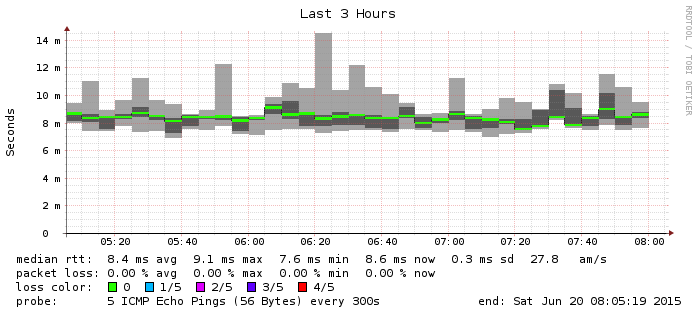 Last 3 Hours
RRDTOOL / TOBI OETIKER
Seconds
14 m
12 m
10 m
8 m
6 m
4 m
2 m
0
05:20 05:40 06:00 06:20 06:40 07:00 07:20 07:40 08:00
median rtt: 8.4 ms avg 9.1 ms max 7.6 ms min 8.6 ms now 0.3 ms sd 27.8 am/s
packet loss: 0.00 % avg 0.00 % max 0.00 % min 0.00 % now
loss color: 0 1/5 2/5 3/5 4/5
probe: 5 ICMP Echo Pings (56 Bytes) every 300s end: Sat Jun 20 08:05:19 2015